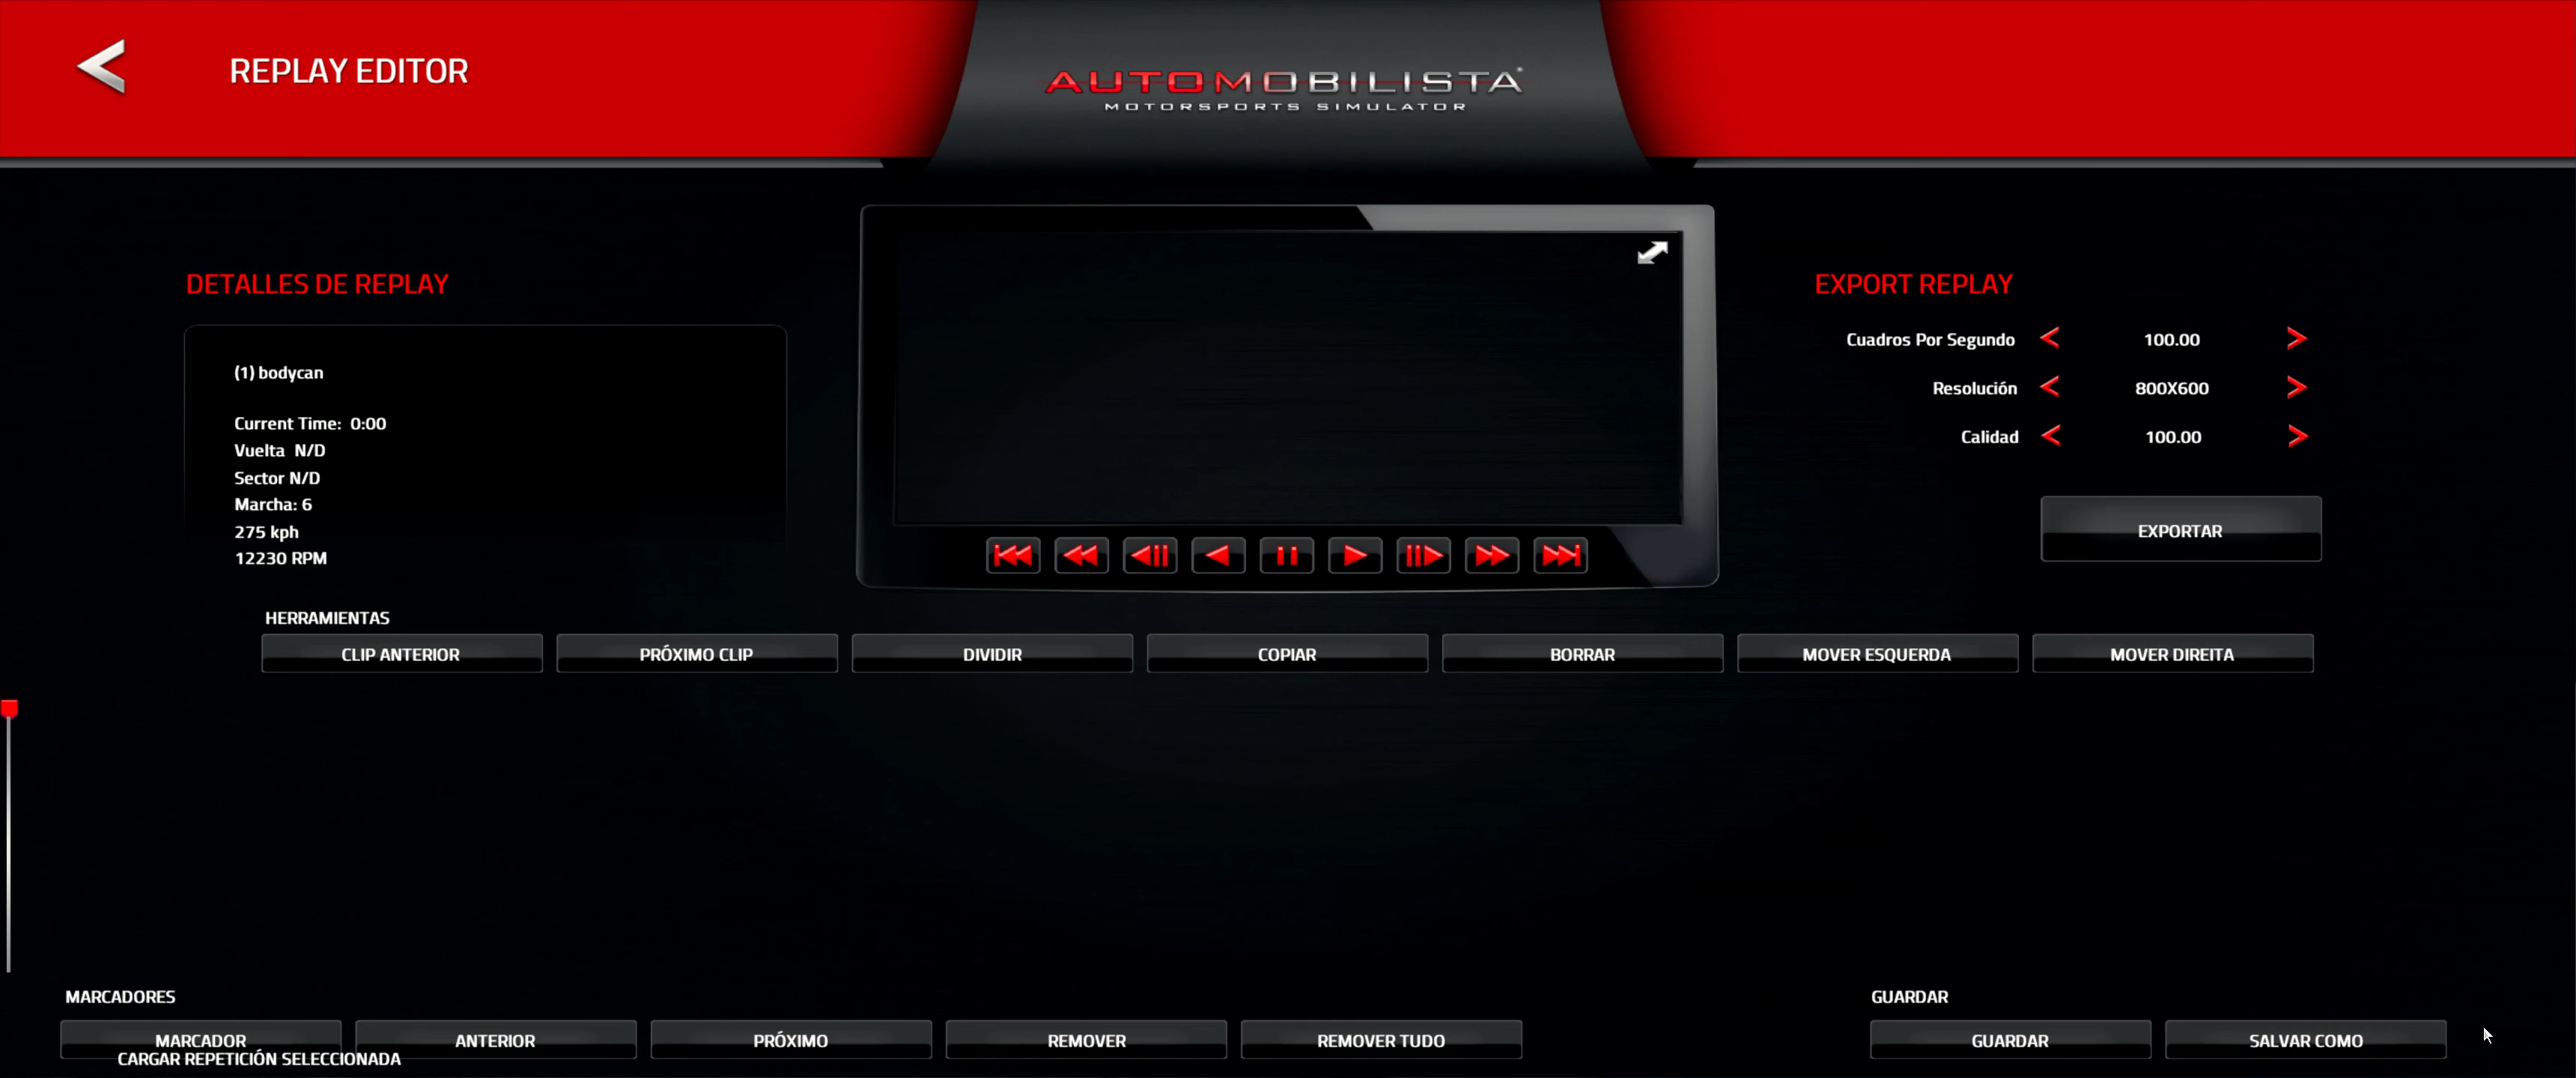 REPLAY EDITOR
AUTOMOBILISTA
MOTORSPORTS SIMULATOR
DETALLES DE REPLAY
(1) bodycan
Current Time: 0:00
Vuelta N/D
Sector N/D
Marcha: 6
275 kph
12230 RPM
EXPORT REPLAY
Cuadros Por Segundo 100.00
Resolución 800X600
Calidad 100.00
EXPORTAR
HERRAMIENTAS
CLIP ANTERIOR PRÓXIMO CLIP DIVIDIR COPIAR BORRAR MOVER ESQUERDA MOVER DIREITA
MARCADORES
MARCADOR ANTERIOR PRÓXIMO REMOVER REMOVER TUDO
CARGAR REPETICIÓN SELECCIONADA
GUARDAR
GUARDAR SALVAR COMO